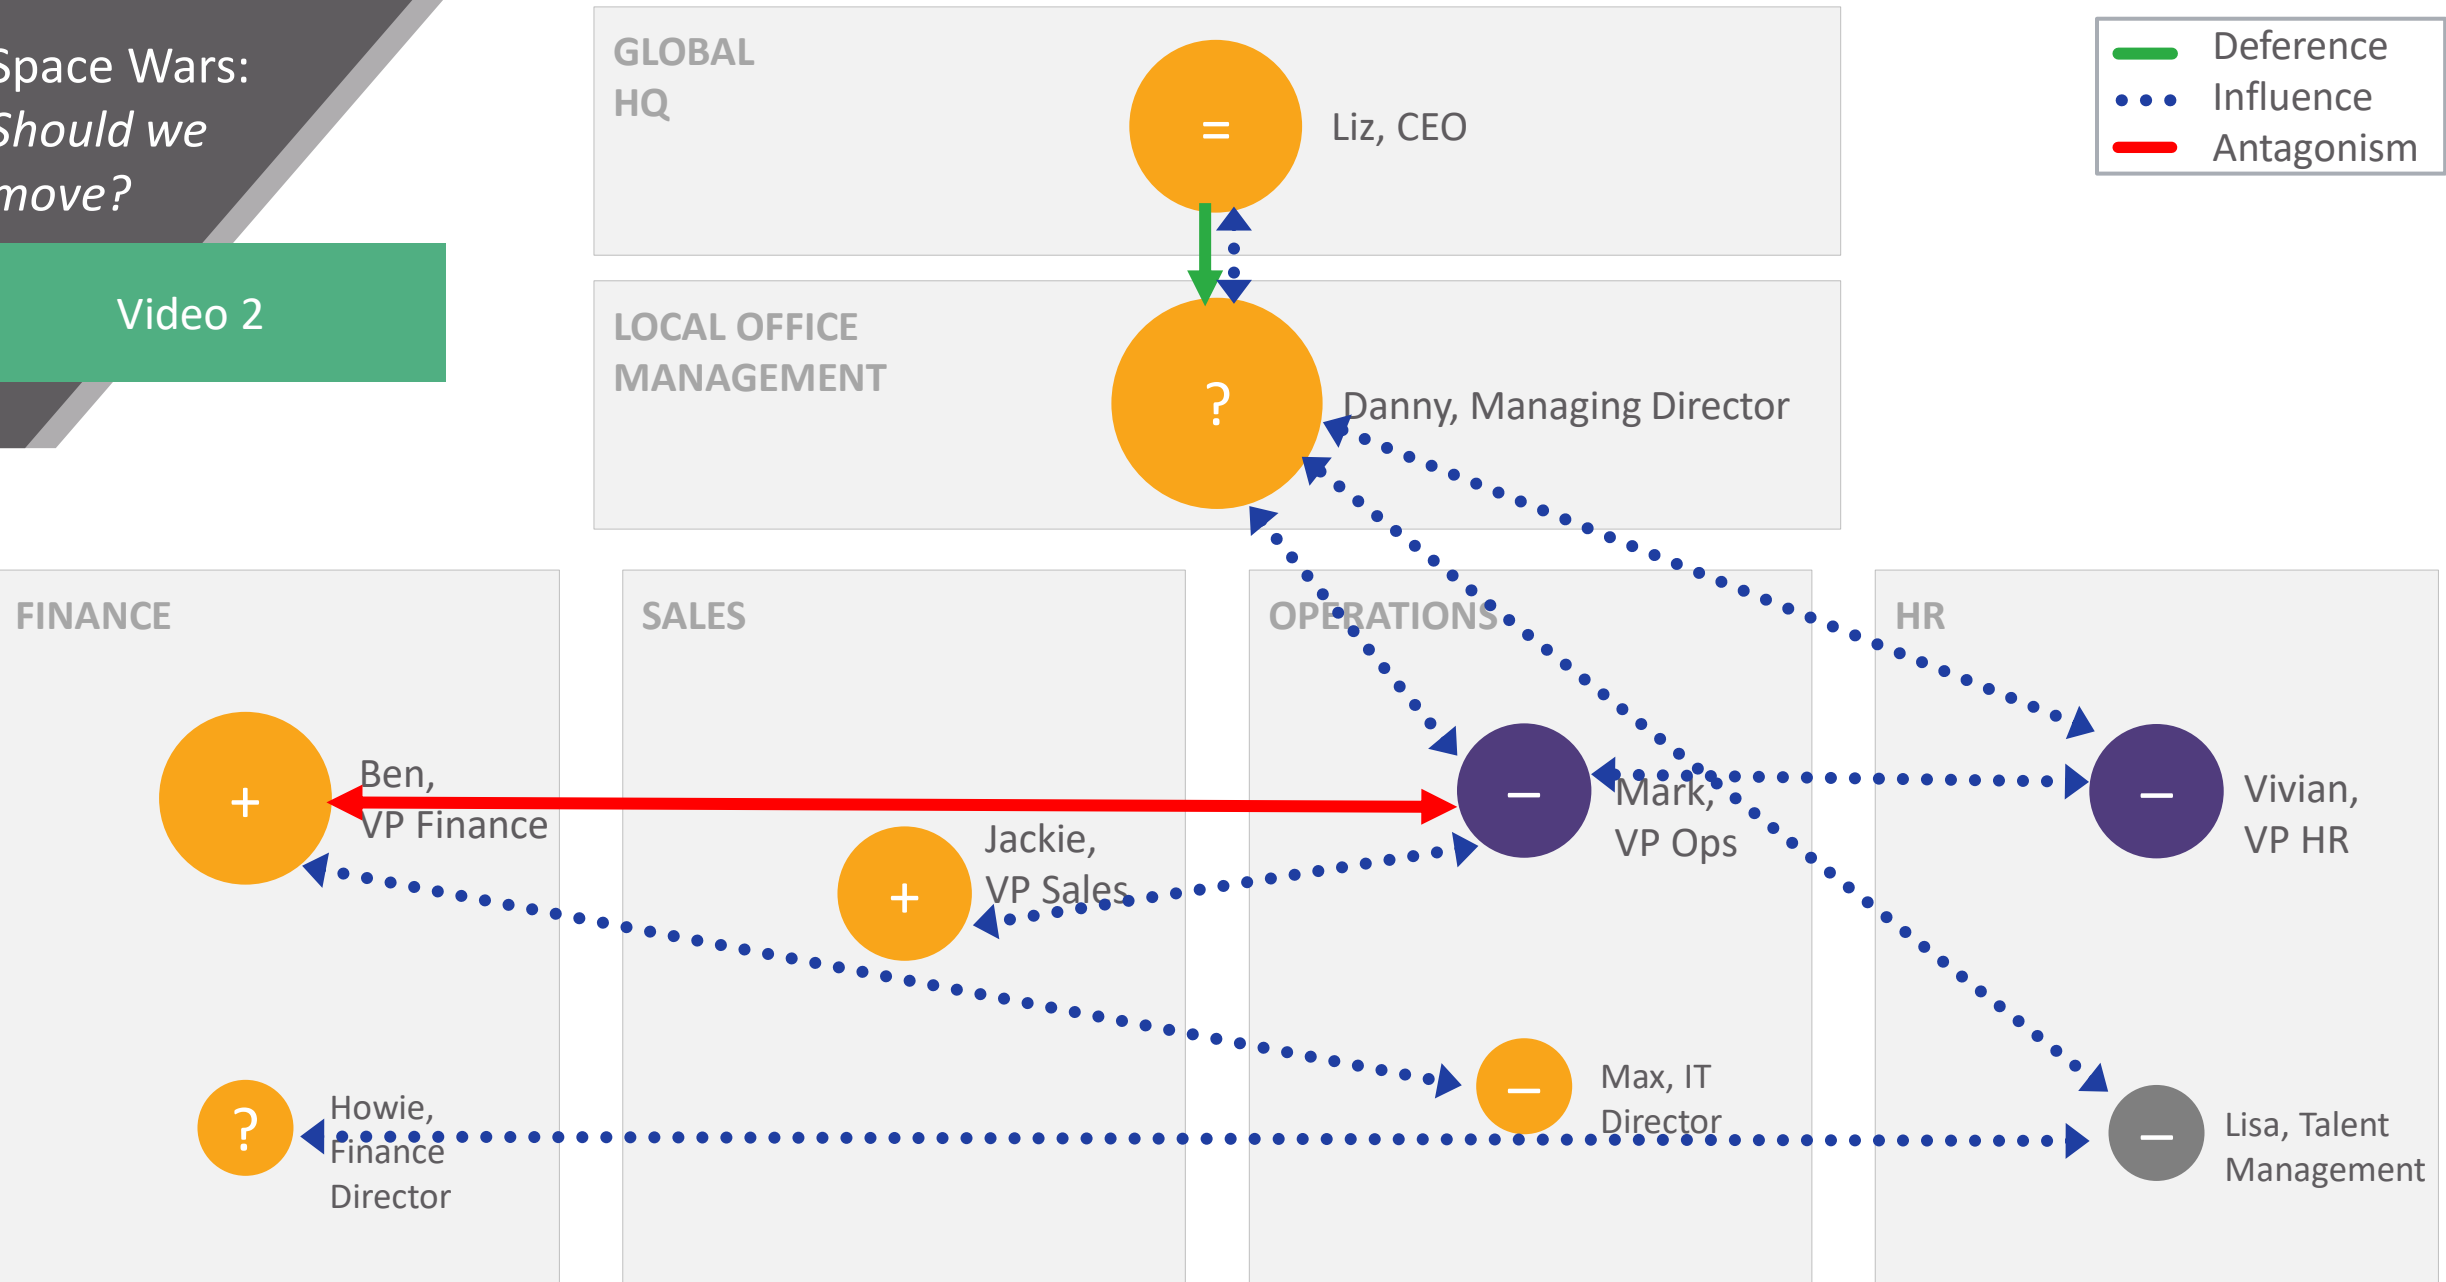 Space Wars:
Should we
move?
Video 2
GLOBAL
HQ
=
Liz, CEO
Deference
Influence
Antagonism
LOCAL OFFICE
MANAGEMENT
?
Danny, Managing Director
FINANCE
SALES
OPERATIONS
HR
+
Ben,
VP Finance
+
Jackie,
VP Sales
–
Mark,
VP Ops
–
Vivian,
VP HR
?
Howie,
Finance
Director
–
Max, IT
Director
–
Lisa, Talent
Management